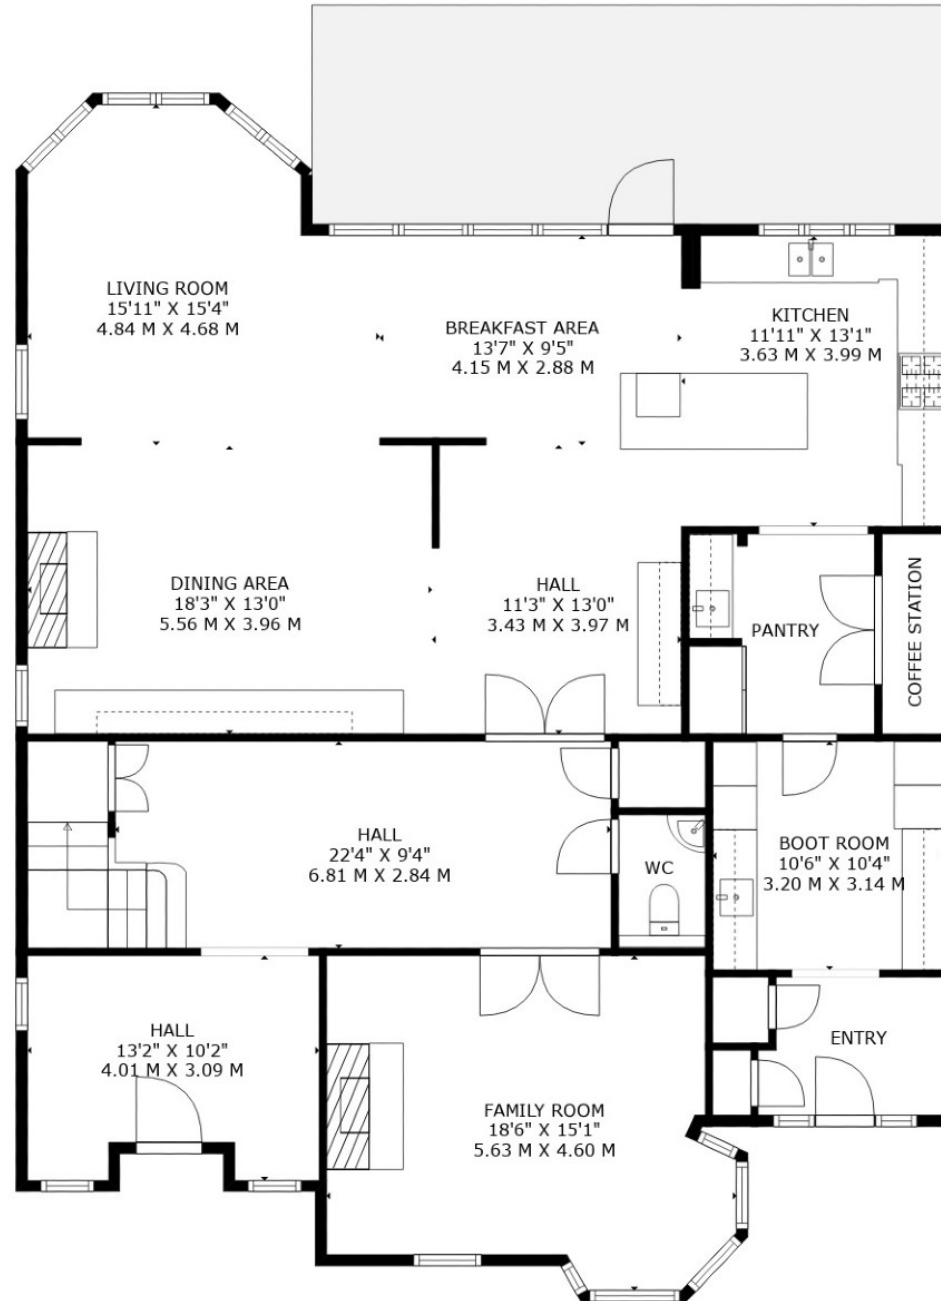 LIVING ROOM
15'11" X 15'4"
4.84 M X 4.68 M
BREAKFAST AREA
13'7" X 9'5"
4.15 M X 2.88 M
KITCHEN
11'11" X 13'1"
3.63 M X 3.99 M
DINING AREA
18'3" X 13'0"
5.56 M X 3.96 M
HALL
11'3" X 13'0"
3.43 M X 3.97 M
PANTRY
COFFEE STATION
HALL
22'4" X 9'4"
6.81 M X 2.84 M
WC
BOOT ROOM
10'6" X 10'4"
3.20 M X 3.14 M
HALL
13'2" X 10'2"
4.01 M X 3.09 M
ENTRY
FAMILY ROOM
18'6" X 15'1"
5.63 M X 4.60 M